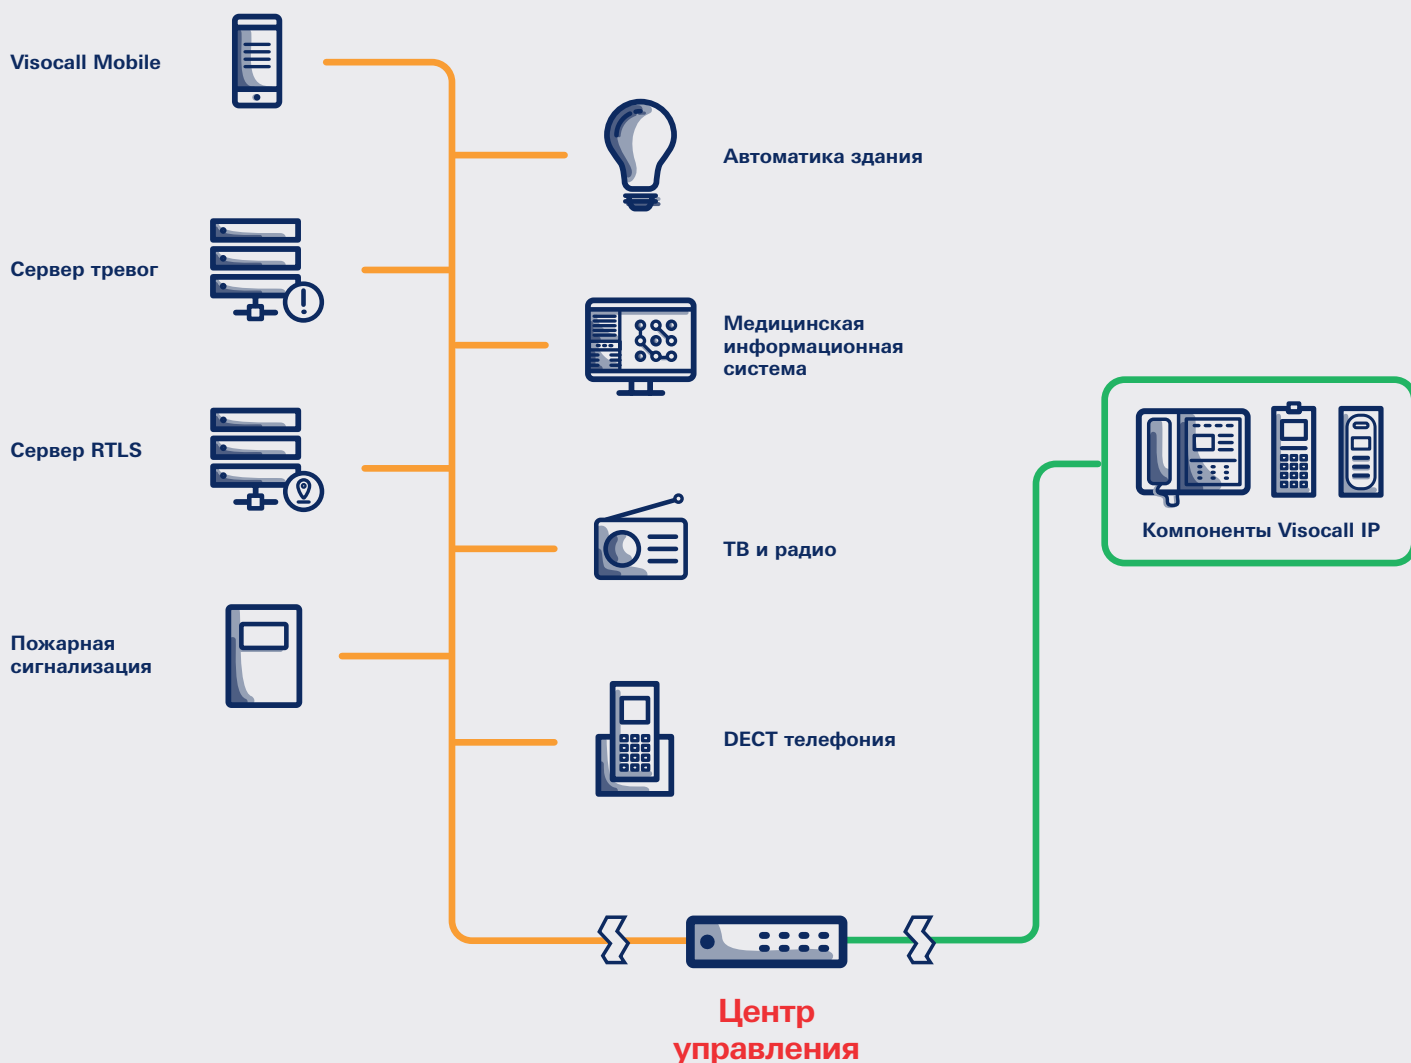 Visocall Mobile
Автоматика здания
Сервер тревог
Медицинская
информационная
система
Сервер RTLS
Компоненты Visocall IP
ТВ и радио
Пожарная
сигнализация
DECT телефония
Центр
управления